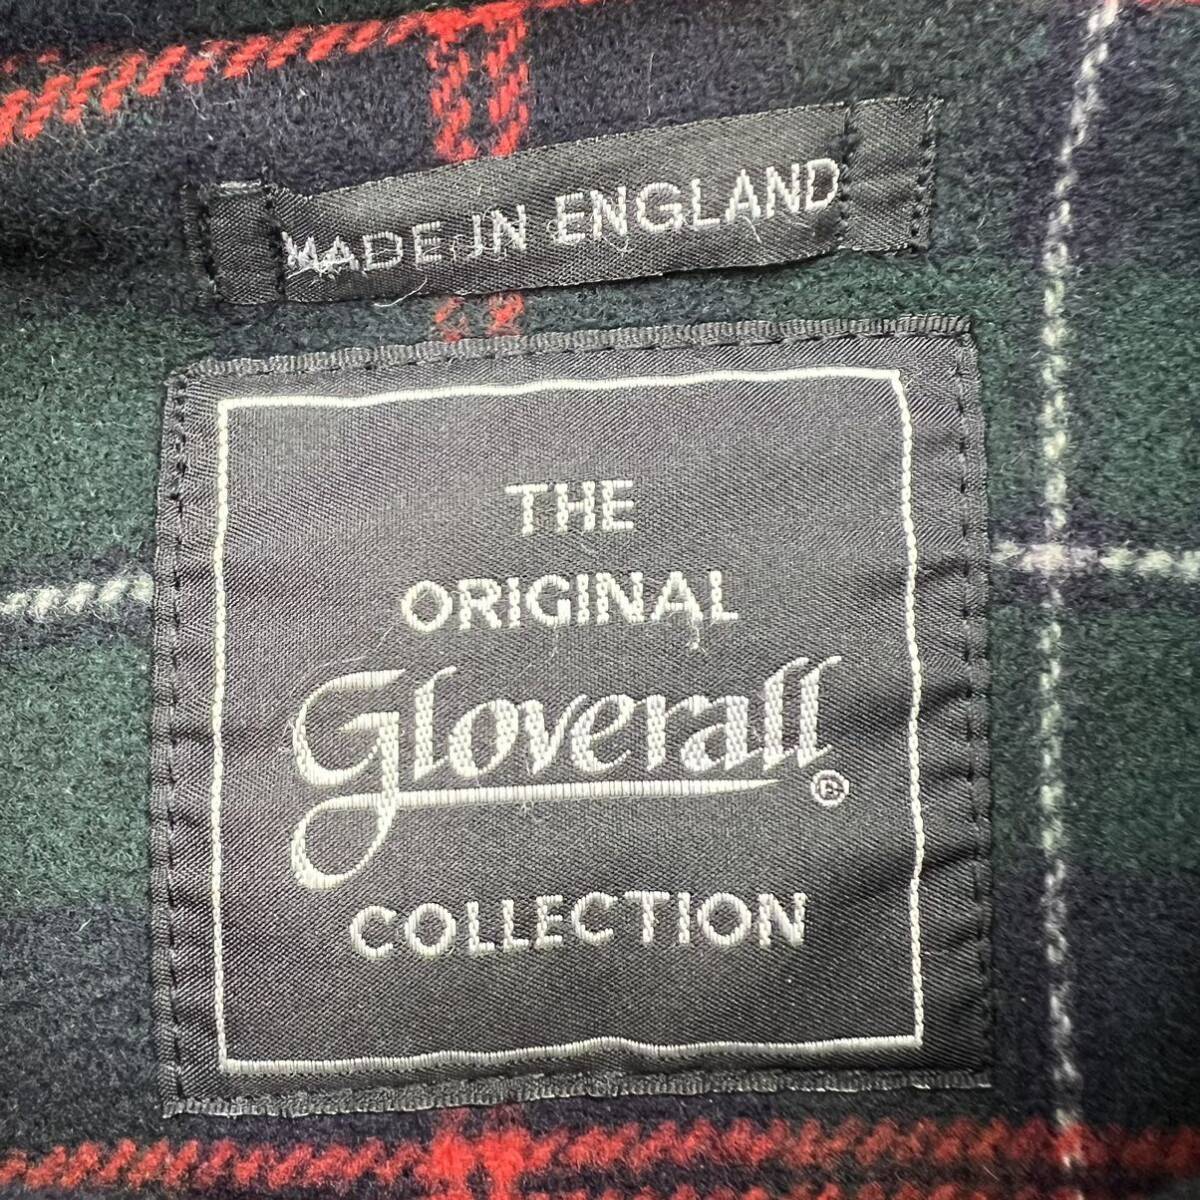 MADE IN ENGLAND
THE
ORIGINAL
Gloverall®
COLLECTION